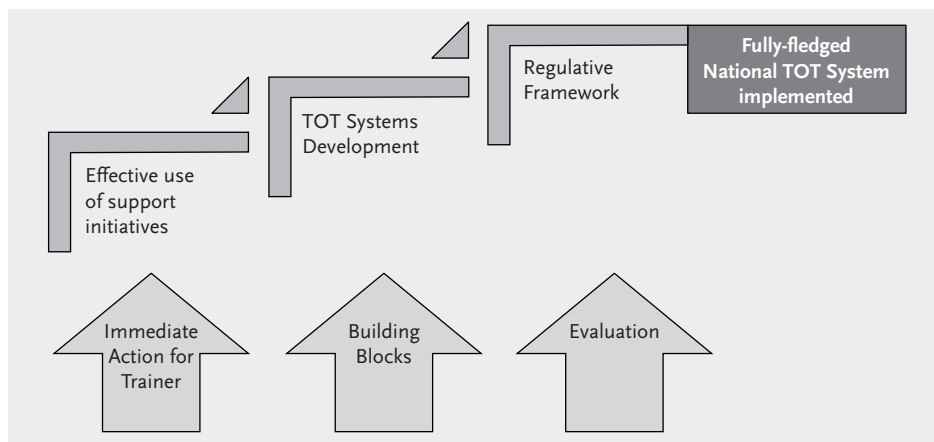 Fully-fledged
National TOT System
implemented
Regulative
Framework
TOT Systems
Development
Effective use
of support
initiatives
Immediate
Action for
Trainer
Building
Blocks
Evaluation